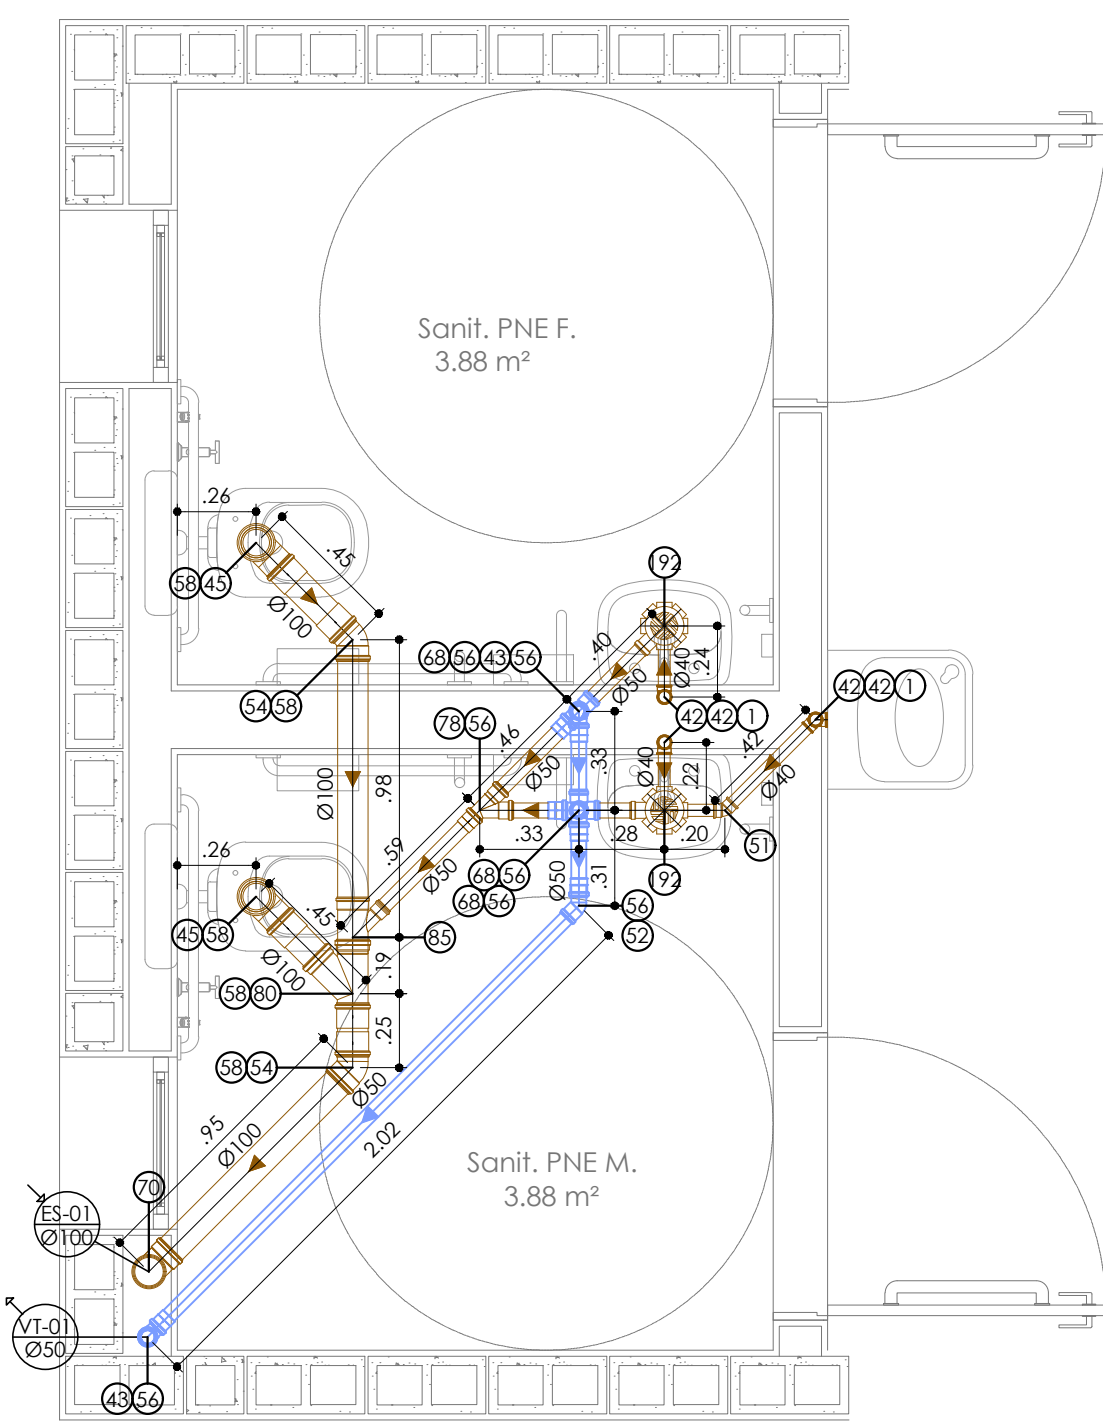 Sanit. PNE F.
3.88 m²
.26
.45
58 45
Ø100
192
.40
Ø40
.24
68 56 43 56
Ø50
42 42 1
54 58
42 42 1
78 56
.46
.33
.42
Ø50
Ø40
.22
Ø40
Ø100
.98
.33
.28
.20
51
.59
Ø50
68 56
192
.26
Ø50
.31
68 56
56
.45
45 58
85
52
Ø100
.19
58 80
.25
58 54
Ø50
.95
Ø100
2.02
Sanit. PNE M.
3.88 m²
70
ES-01
Ø100
VT-01
Ø50
43 56